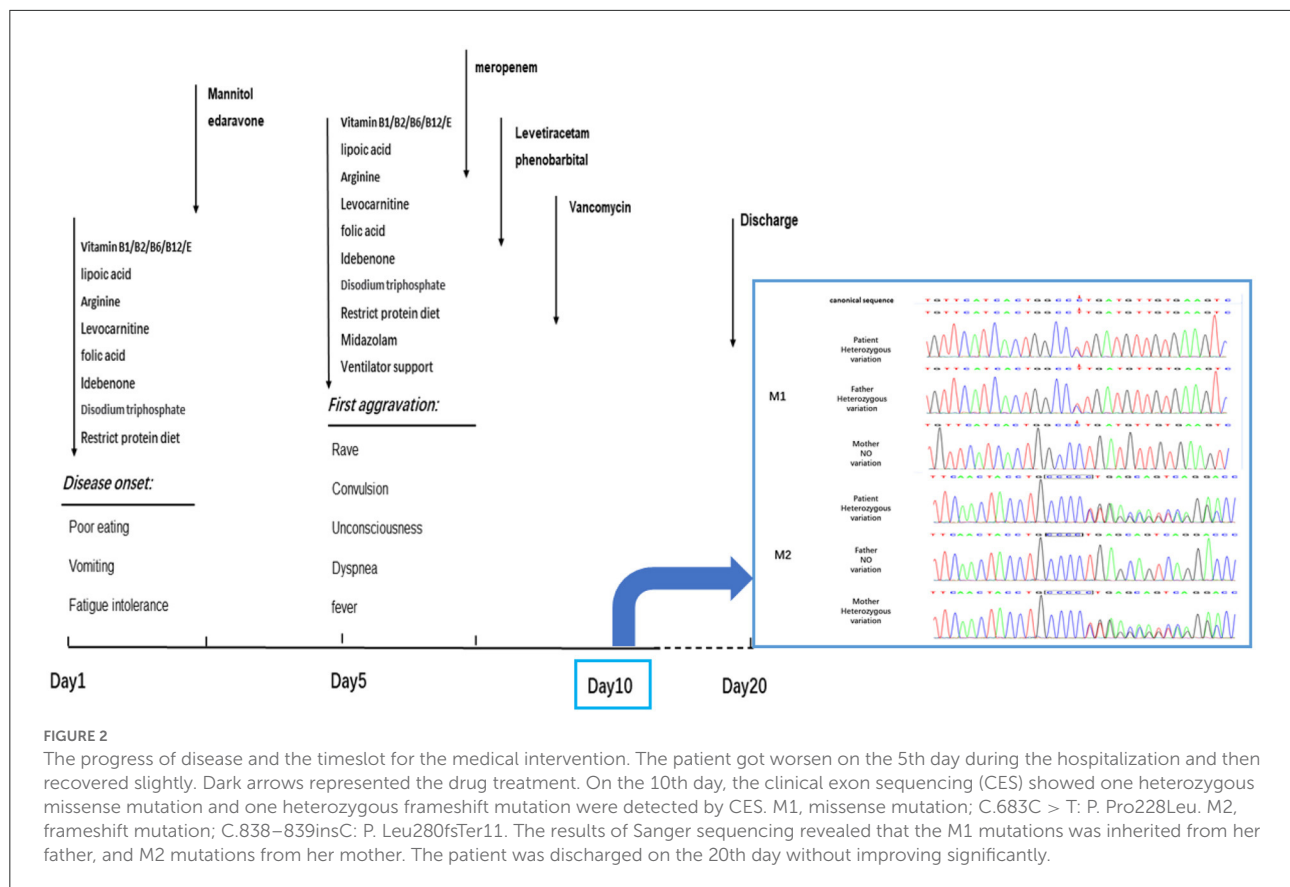 Mannitol
edaravone
meropenem
Vitamin B1/B2/B6/B12/E
lipoic acid
Arginine
Levocarnitine
folic acid
Idebenone
Disodium triphosphate
Restrict protein diet
Midazolam
Ventilator support
Levetiracetam
phenobarbital
Vancomycin
Discharge
Vitamin B1/B2/B6/B12/E
lipoic acid
Arginine
Levocarnitine
folic acid
Idebenone
Disodium triphosphate
Restrict protein diet
Disease onset:
Poor eating
Vomiting
Fatigue intolerance
First aggravation:
Rave
Convulsion
Unconsciousness
Dyspnea
fever
canonical sequence
M1
Patient
Heterozygous
variation
Father
Heterozygous
variation
Mother
NO
variation
M2
Patient
Heterozygous
variation
Father
NO
variation
Mother
Heterozygous
variation
Day1
Day5
Day10
Day20
FIGURE 2
The progress of disease and the timeslot for the medical intervention. The patient got worsen on the 5th day during the hospitalization and then
recovered slightly. Dark arrows represented the drug treatment. On the 10th day, the clinical exon sequencing (CES) showed one heterozygous
missense mutation and one heterozygous frameshift mutation were detected by CES. M1, missense mutation; C.683C > T: P. Pro228Leu. M2,
frameshift mutation; C.838–839insC: P. Leu280fsTer11. The results of Sanger sequencing revealed that the M1 mutations was inherited from her
father, and M2 mutations from her mother. The patient was discharged on the 20th day without improving significantly.